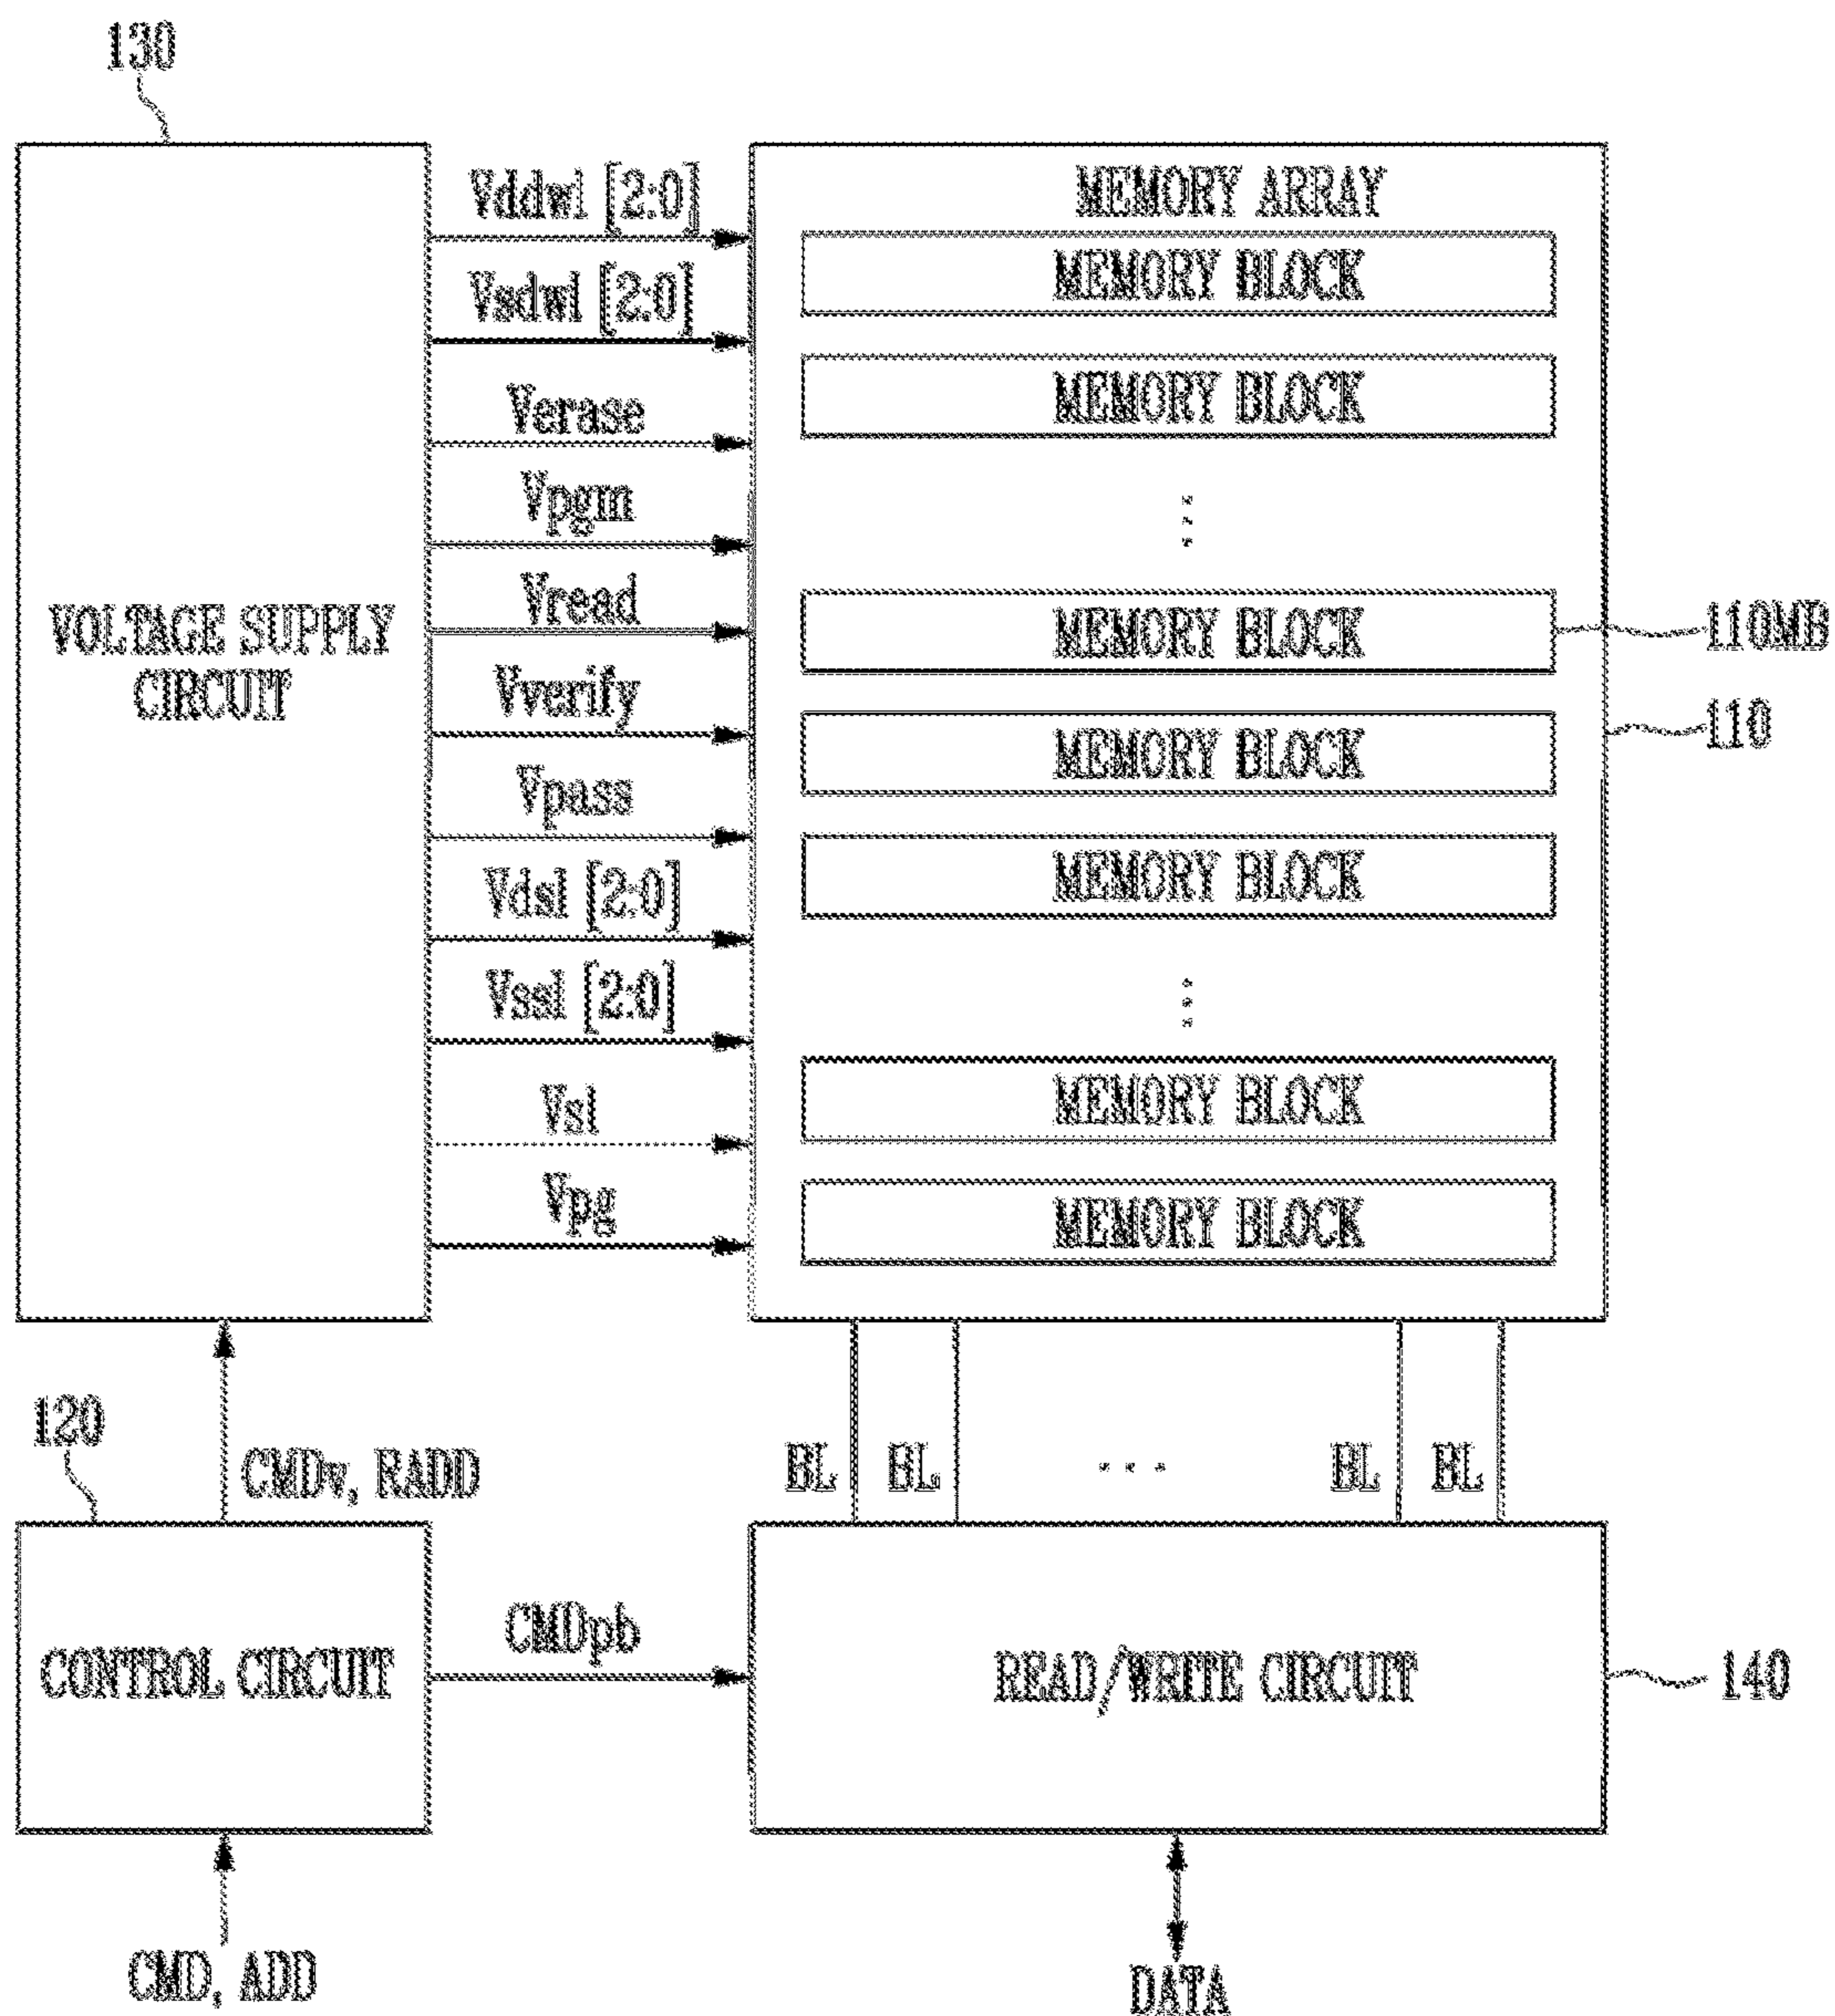 130
Vddwl [2:0]
Vsdwl [2:0]
Verase
Vpgm
Vread
Vverify
Vpass
Vdsl [2:0]
Vssl [2:0]
Vsl
Vpg
VOLTAGE SUPPLY
CIRCUIT
MEMORY ARRAY
MEMORY BLOCK
MEMORY BLOCK
MEMORY BLOCK
MEMORY BLOCK
MEMORY BLOCK
MEMORY BLOCK
MEMORY BLOCK
110MB
110
120
CMDv, RADD
BL BL ... BL BL
CONTROL CIRCUIT
CMDpb
READ/WRITE CIRCUIT
140
CMD, ADD
DATA